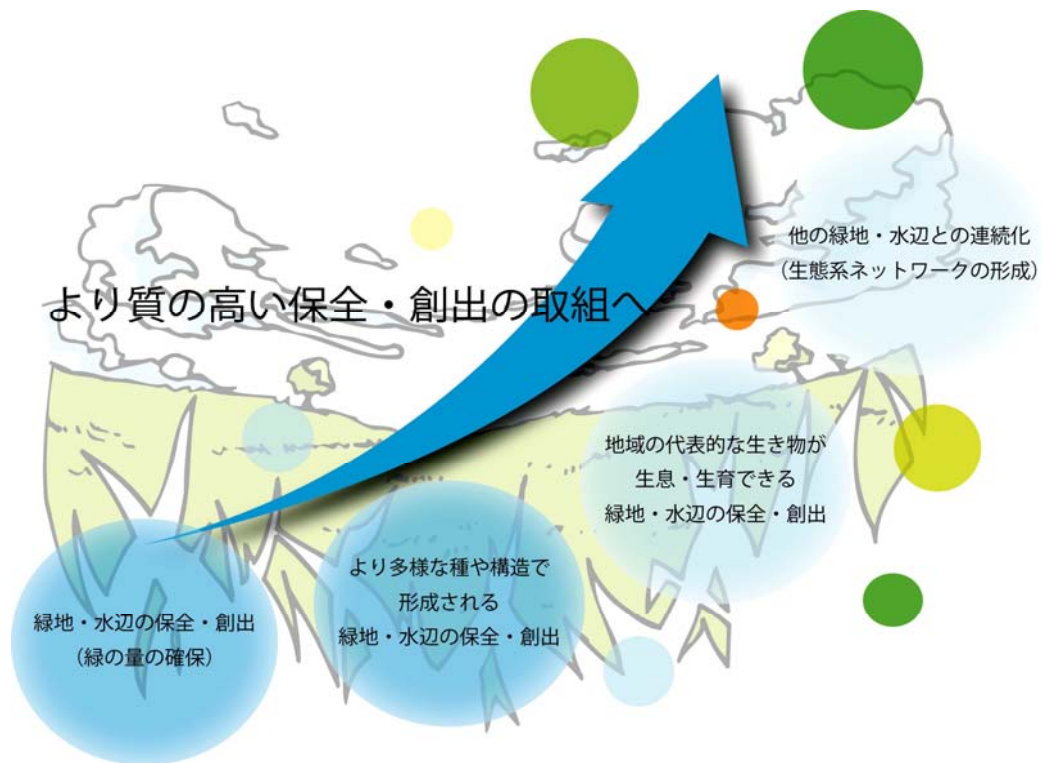 より質の高い保全・創出の取組へ
緑地・水辺の保全・創出
（緑の量の確保）
より多様な種や構造で
形成される
緑地・水辺の保全・創出
地域の代表的な生き物が
生息・生育できる
緑地・水辺の保全・創出
他の緑地・水辺との連続化
（生態系ネットワークの形成）